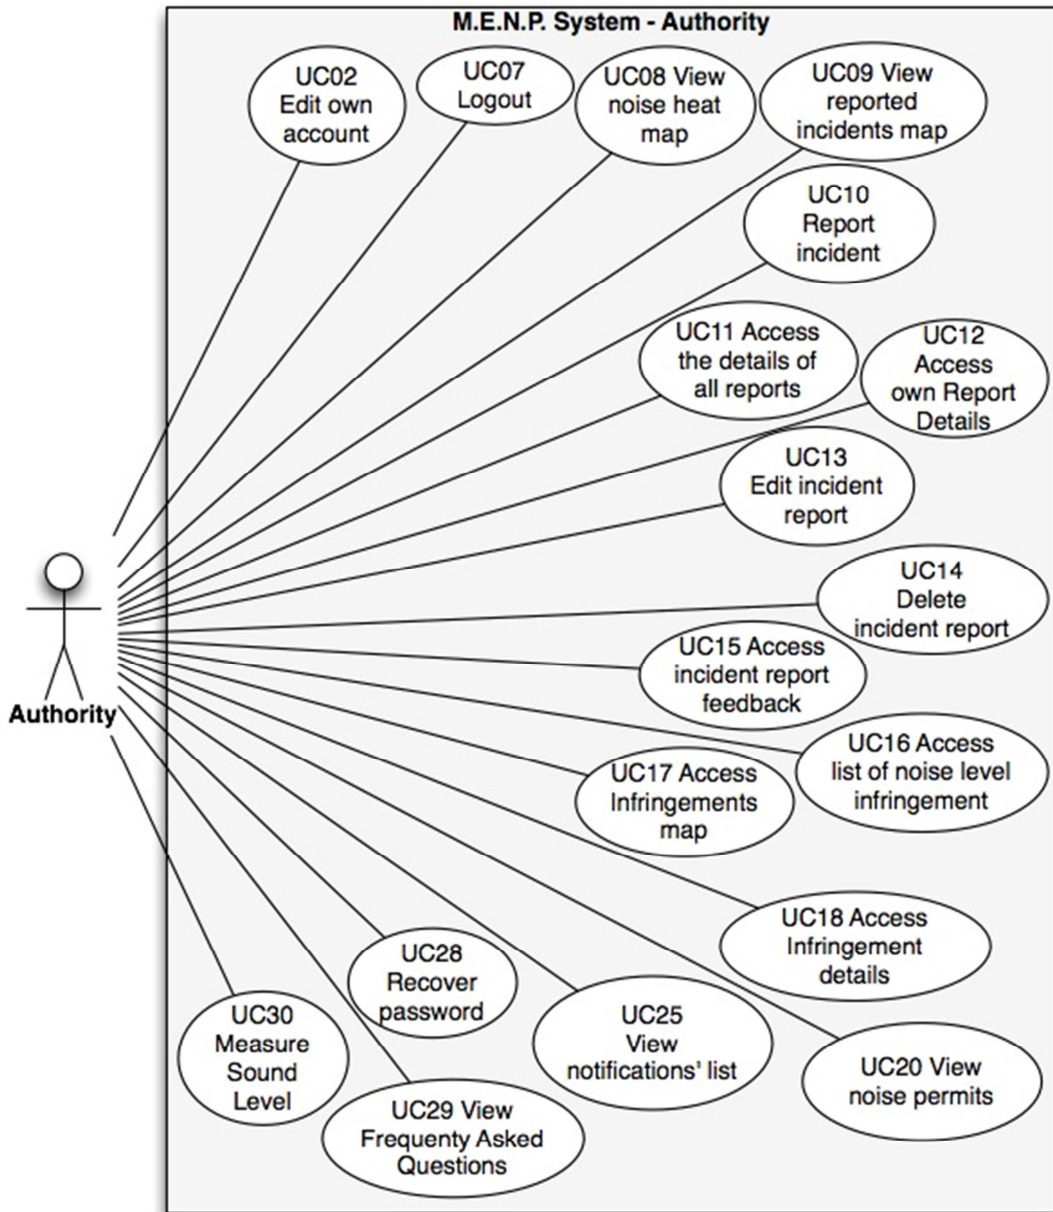 M.E.N.P. System - Authority
UC02
Edit own
account
UC07
Logout
UC08 View
noise heat
map
UC09 View
reported
incidents map
UC10
Report
incident
UC11 Access
the details of
all reports
UC12
Access
own Report
Details
UC13
Edit incident
report
UC14
Delete
incident report
UC15 Access
incident report
feedback
Authority
UC16 Access
list of noise level
infringement
UC17 Access
Infringements
map
UC18 Access
Infringement
details
UC28
Recover
password
UC25
View
notifications' list
UC30
Measure
Sound
Level
UC20 View
noise permits
UC29 View
Frequenty Asked
Questions